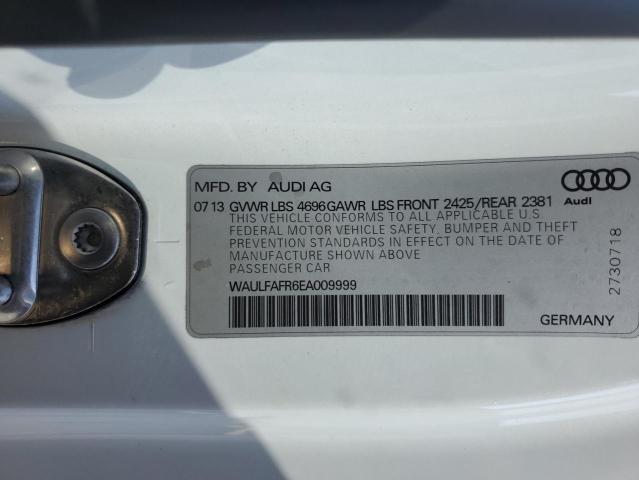 MFD. BY AUDI AG
07 13 GVWR LBS 4696 GAWR LBS FRONT 2425/REAR 2381
Audi
THIS VEHICLE CONFORMS TO ALL APPLICABLE U.S
FEDERAL MOTOR VEHICLE SAFETY, BUMPER AND THEFT
PREVENTION STANDARDS IN EFFECT ON THE DATE OF
MANUFACTURE SHOWN ABOVE
PASSENGER CAR
WAULFAFR6EA009999
GERMANY
2730718